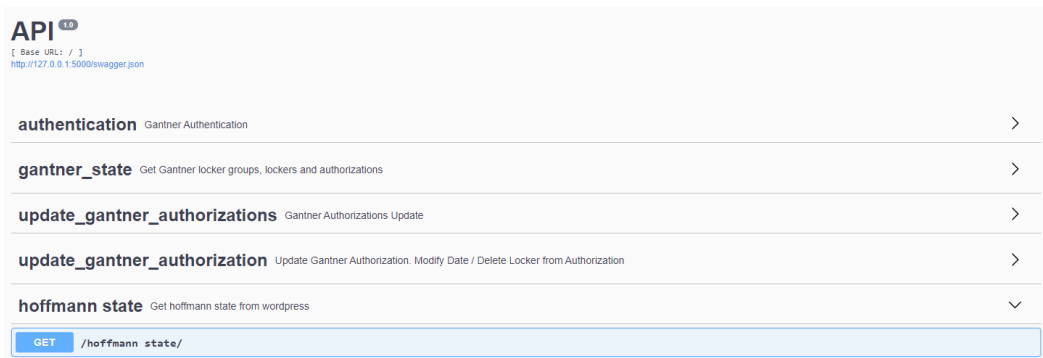 API 1.0
[ Base URL: / ]
http://127.0.0.1:5000/swagger.json
authentication Gantner Authentication
gantner_state Get Gantner locker groups, lockers and authorizations
update_gantner_authorizations Gantner Authorizations Update
update_gantner_authorization Update Gantner Authorization. Modify Date / Delete Locker from Authorization
hoffmann state Get hoffmann state from wordpress
GET /hoffmann state/